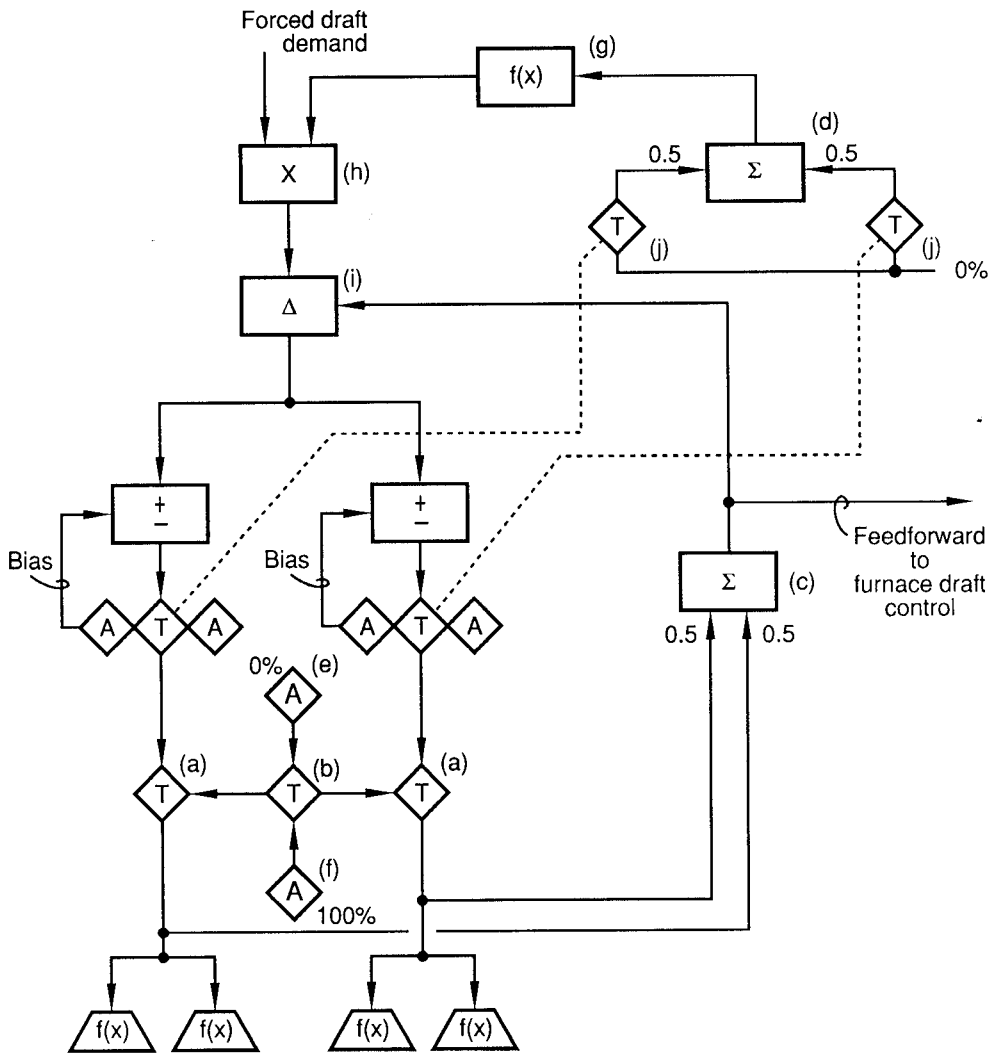 Forced draft
demand
f(x)
(g)
(d)
0.5
0.5
X
(h)
Σ
T
T
(j)
(j)
0%
(i)
Δ
+
−
+
−
Bias
Bias
Feedforward
to
furnace draft
control
Σ
(c)
0.5
0.5
A
T
A
A
T
A
0%
(e)
A
(a)
(b)
(a)
T
T
T
(f)
A
100%
f(x)
f(x)
f(x)
f(x)